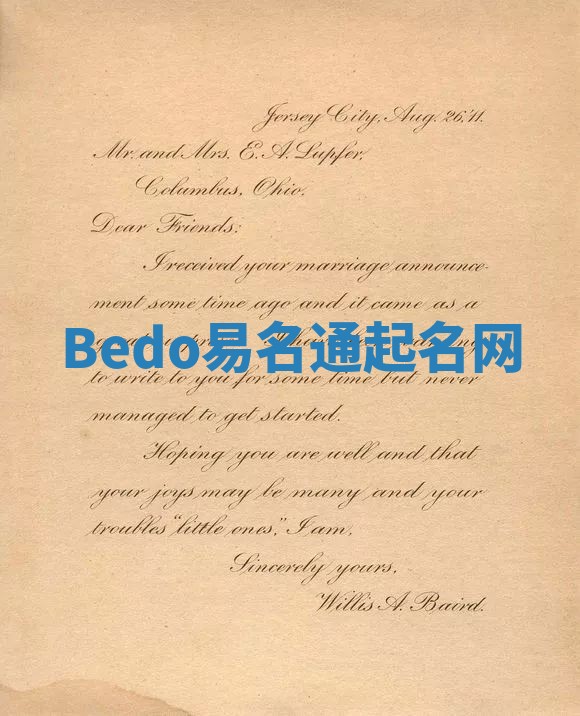 Jersey City, Aug. 26, '11.
Mr. and Mrs. E. A. Lupfer,
Columbus, Ohio.
Dear Friends:
I received your marriage announce-
ment some time ago and it came as a
Bedo易名通起名网
to write to you for some time but never
managed to get started.
Hoping you are well and that
your joys may be many and your
troubles "little ones," I am,
Sincerely yours,
Willis A. Baird.